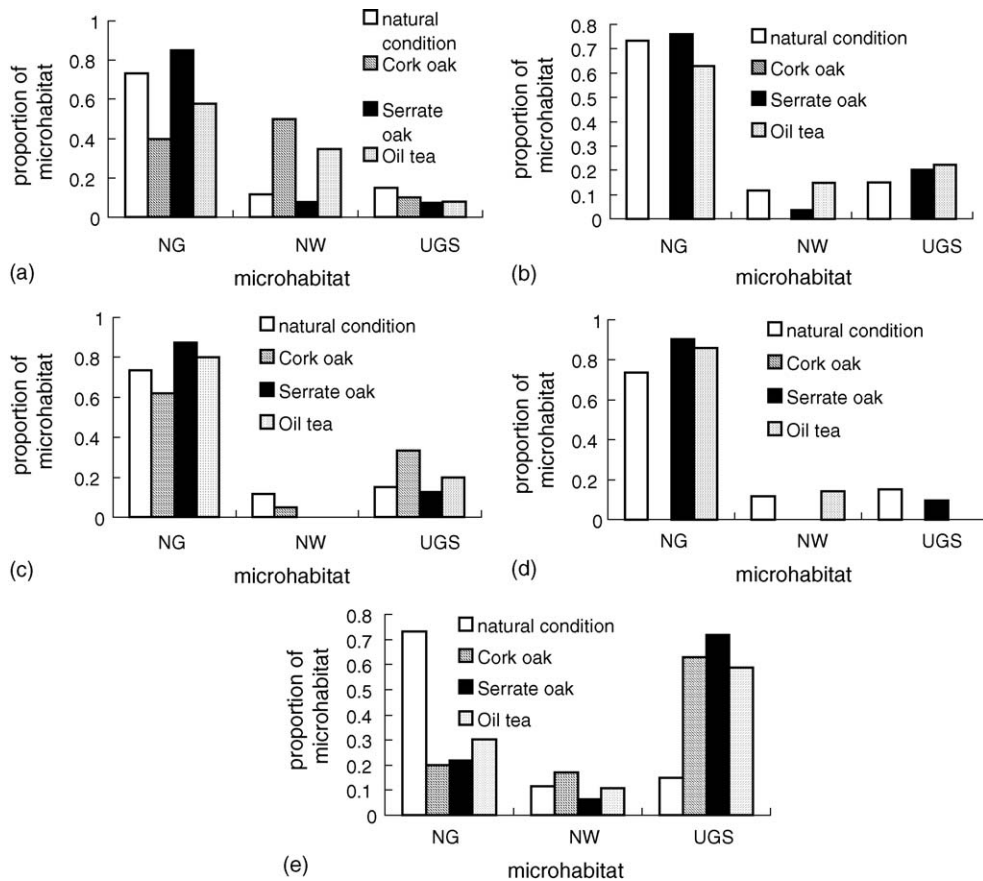 proportion of
microhabitat
1
0.8
0.6
0.4
0.2
0
natural
condition
Cork oak
Serrate
oak
Oil tea
NG NW UGS
microhabitat
(a)
proportion of
microhabitat
0.8
0.7
0.6
0.5
0.4
0.3
0.2
0.1
0
natural condition
Cork oak
Serrate oak
Oil tea
NG NW UGS
microhabitat
(b)
proportion of
microhabitat
1
0.8
0.6
0.4
0.2
0
natural condition
Cork oak
Serrate oak
Oil tea
NG NW UGS
microhabitat
(c)
proportion of
microhabitat
1
0.8
0.6
0.4
0.2
0
natural condition
Cork oak
Serrate oak
Oil tea
NG NW UGS
microhabitat
(d)
proportion of
microhabitat
0.8
0.7
0.6
0.5
0.4
0.3
0.2
0.1
0
natural condition
Cork oak
Serrate oak
Oil tea
NG NW UGS
microhabitat
(e)